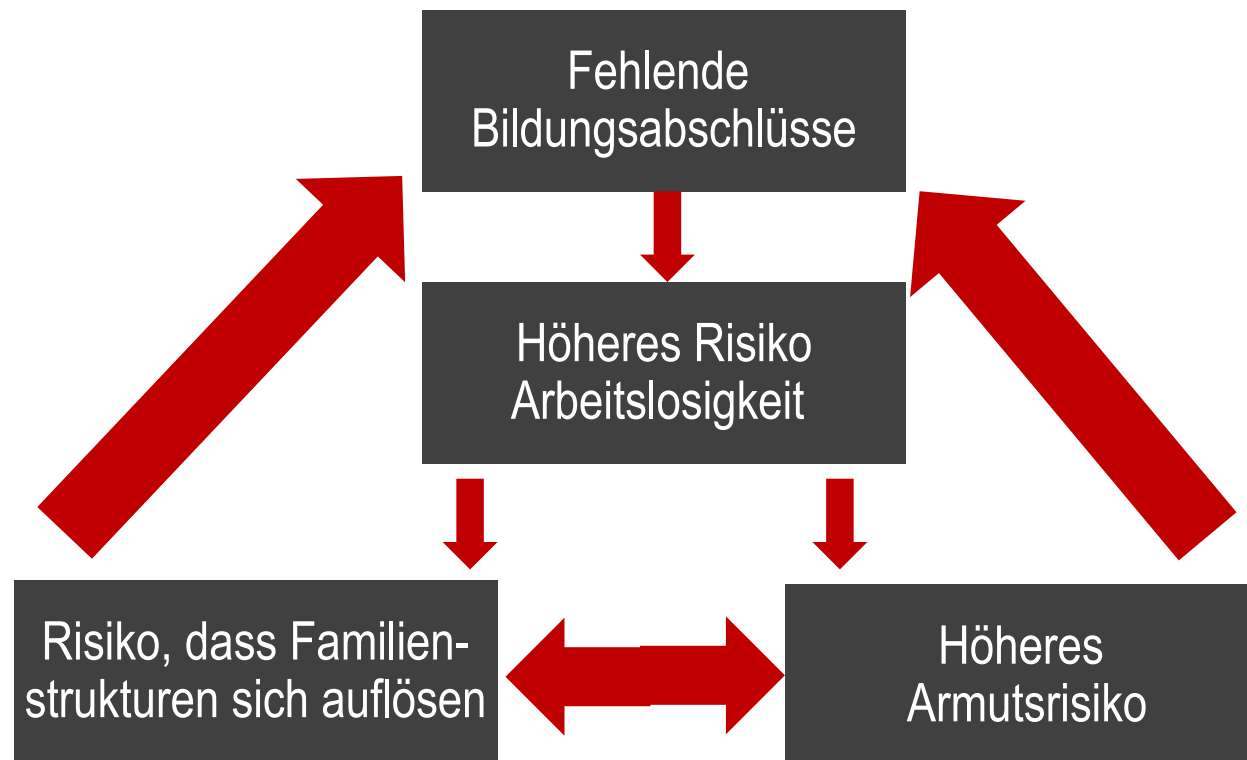 Fehlende
Bildungsabschlüsse
Höheres Risiko
Arbeitslosigkeit
Risiko, dass Familien-
strukturen sich auflösen
Höheres
Armutsrisiko